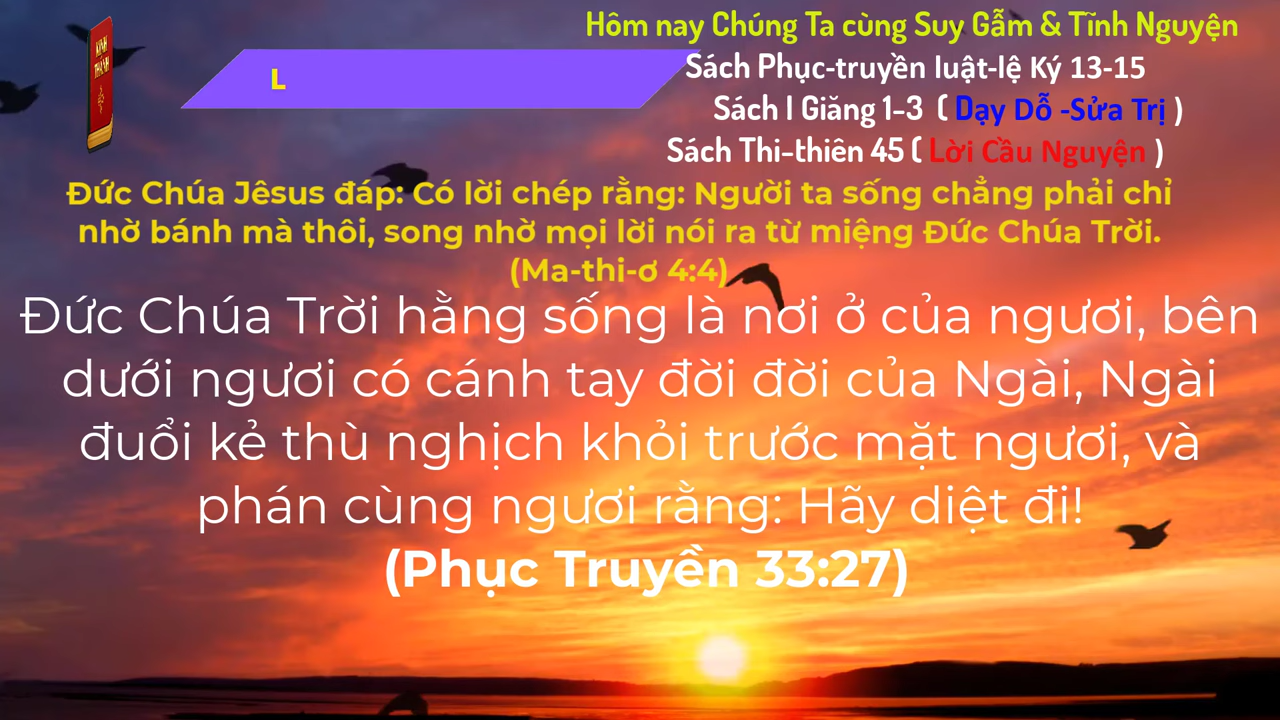 Hôm nay Chúng Ta cùng Suy Gẫm & Tĩnh Nguyện
KINH
THÁNH
L
Sách Phục-truyền luật-lệ Ký 13-15
Sách I Giăng 1-3 ( Dạy Dỗ -Sửa Trị )
Sách Thi-thiên 45 ( Lời Cầu Nguyện )
Đức Chúa Jêsus đáp: Có lời chép rằng: Người ta sống chẳng phải chỉ
nhờ bánh mà thôi, song nhờ mọi lời nói ra từ miệng Đức Chúa Trời.
(Ma-thi-ơ 4:4)
Đức Chúa Trời hằng sống là nơi ở của ngươi, bên
dưới ngươi có cánh tay đời đời của Ngài, Ngài
đuổi kẻ thù nghịch khỏi trước mặt ngươi, và
phán cùng ngươi rằng: Hãy diệt đi!
(Phục Truyền 33:27)